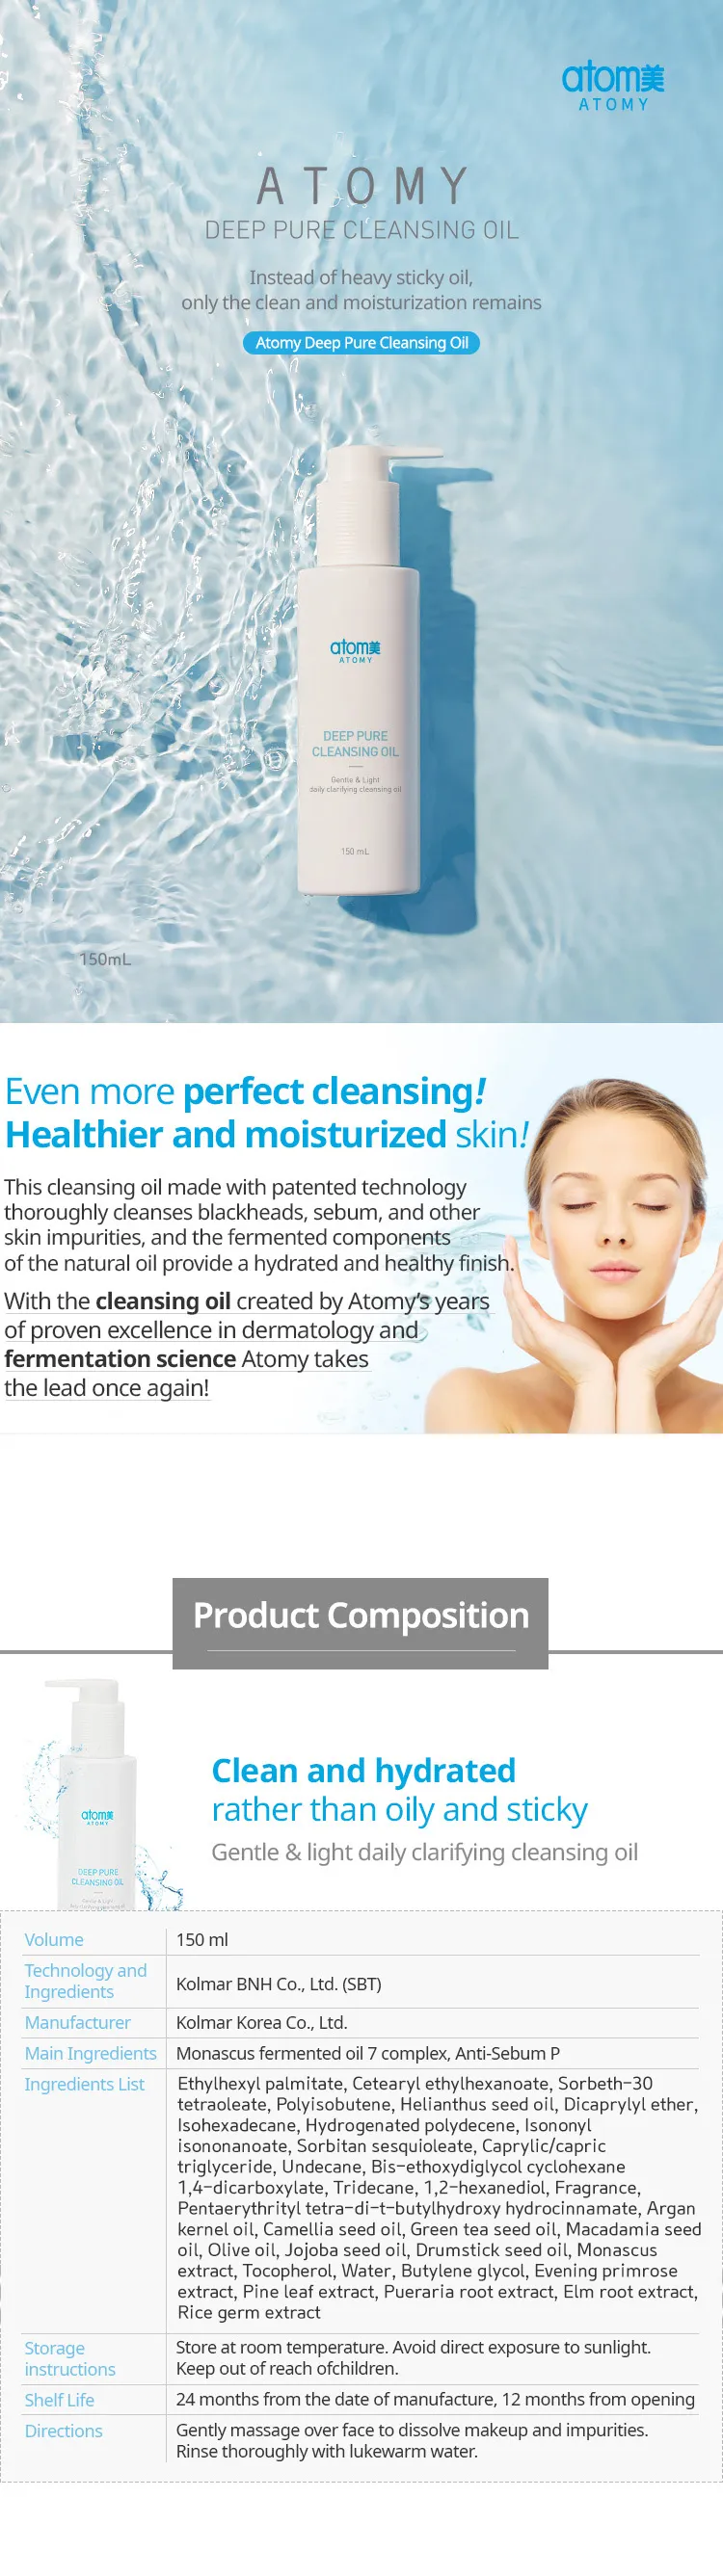 atom美
ATOMY
ATOMY
DEEP PURE CLEANSING OIL
Instead of heavy sticky oil,
only the clean and moisturization remains
Atomy Deep Pure Cleansing Oil
atom美
ATOMY
DEEP PURE
CLEANSING OIL
Gentle & Light
daily clarifying cleansing oil
150 mL
150mL
Even more perfect cleansing!
Healthier and moisturized skin!
This cleansing oil made with patented technology
thoroughly cleanses blackheads, sebum, and other
skin impurities, and the fermented components
of the natural oil provide a hydrated and healthy finish.
With the cleansing oil created by Atomy's years
of proven excellence in dermatology and
fermentation science Atomy takes
the lead once again!
Product Composition
atom美
ATOMY
DEEP PURE
CLEANSING OIL
Clean and hydrated
rather than oily and sticky
Gentle & light daily clarifying cleansing oil
Volume
150 ml
Technology and
Ingredients
Kolmar BNH Co., Ltd. (SBT)
Manufacturer
Kolmar Korea Co., Ltd.
Main Ingredients
Monascus fermented oil 7 complex, Anti-Sebum P
Ingredients List
Ethylhexyl palmitate, Cetearyl ethylhexanoate, Sorbeth-30
tetraoleate, Polyisobutene, Helianthus seed oil, Dicaprylyl ether,
Isohexadecane, Hydrogenated polydecene, Isononyl
isononanoate, Sorbitan sesquioleate, Caprylic/capric
triglyceride, Undecane, Bis-ethoxydiglycol cyclohexane
1,4-dicarboxylate, Tridecane, 1,2-hexanediol, Fragrance,
Pentaerythrityl tetra-di-t-butylhydroxy hydrocinnamate, Argan
kernel oil, Camellia seed oil, Green tea seed oil, Macadamia seed
oil, Olive oil, Jojoba seed oil, Drumstick seed oil, Monascus
extract, Tocopherol, Water, Butylene glycol, Evening primrose
extract, Pine leaf extract, Pueraria root extract, Elm root extract,
Rice germ extract
Storage
instructions
Store at room temperature. Avoid direct exposure to sunlight.
Keep out of reach ofchildren.
Shelf Life
24 months from the date of manufacture, 12 months from opening
Directions
Gently massage over face to dissolve makeup and impurities.
Rinse thoroughly with lukewarm water.